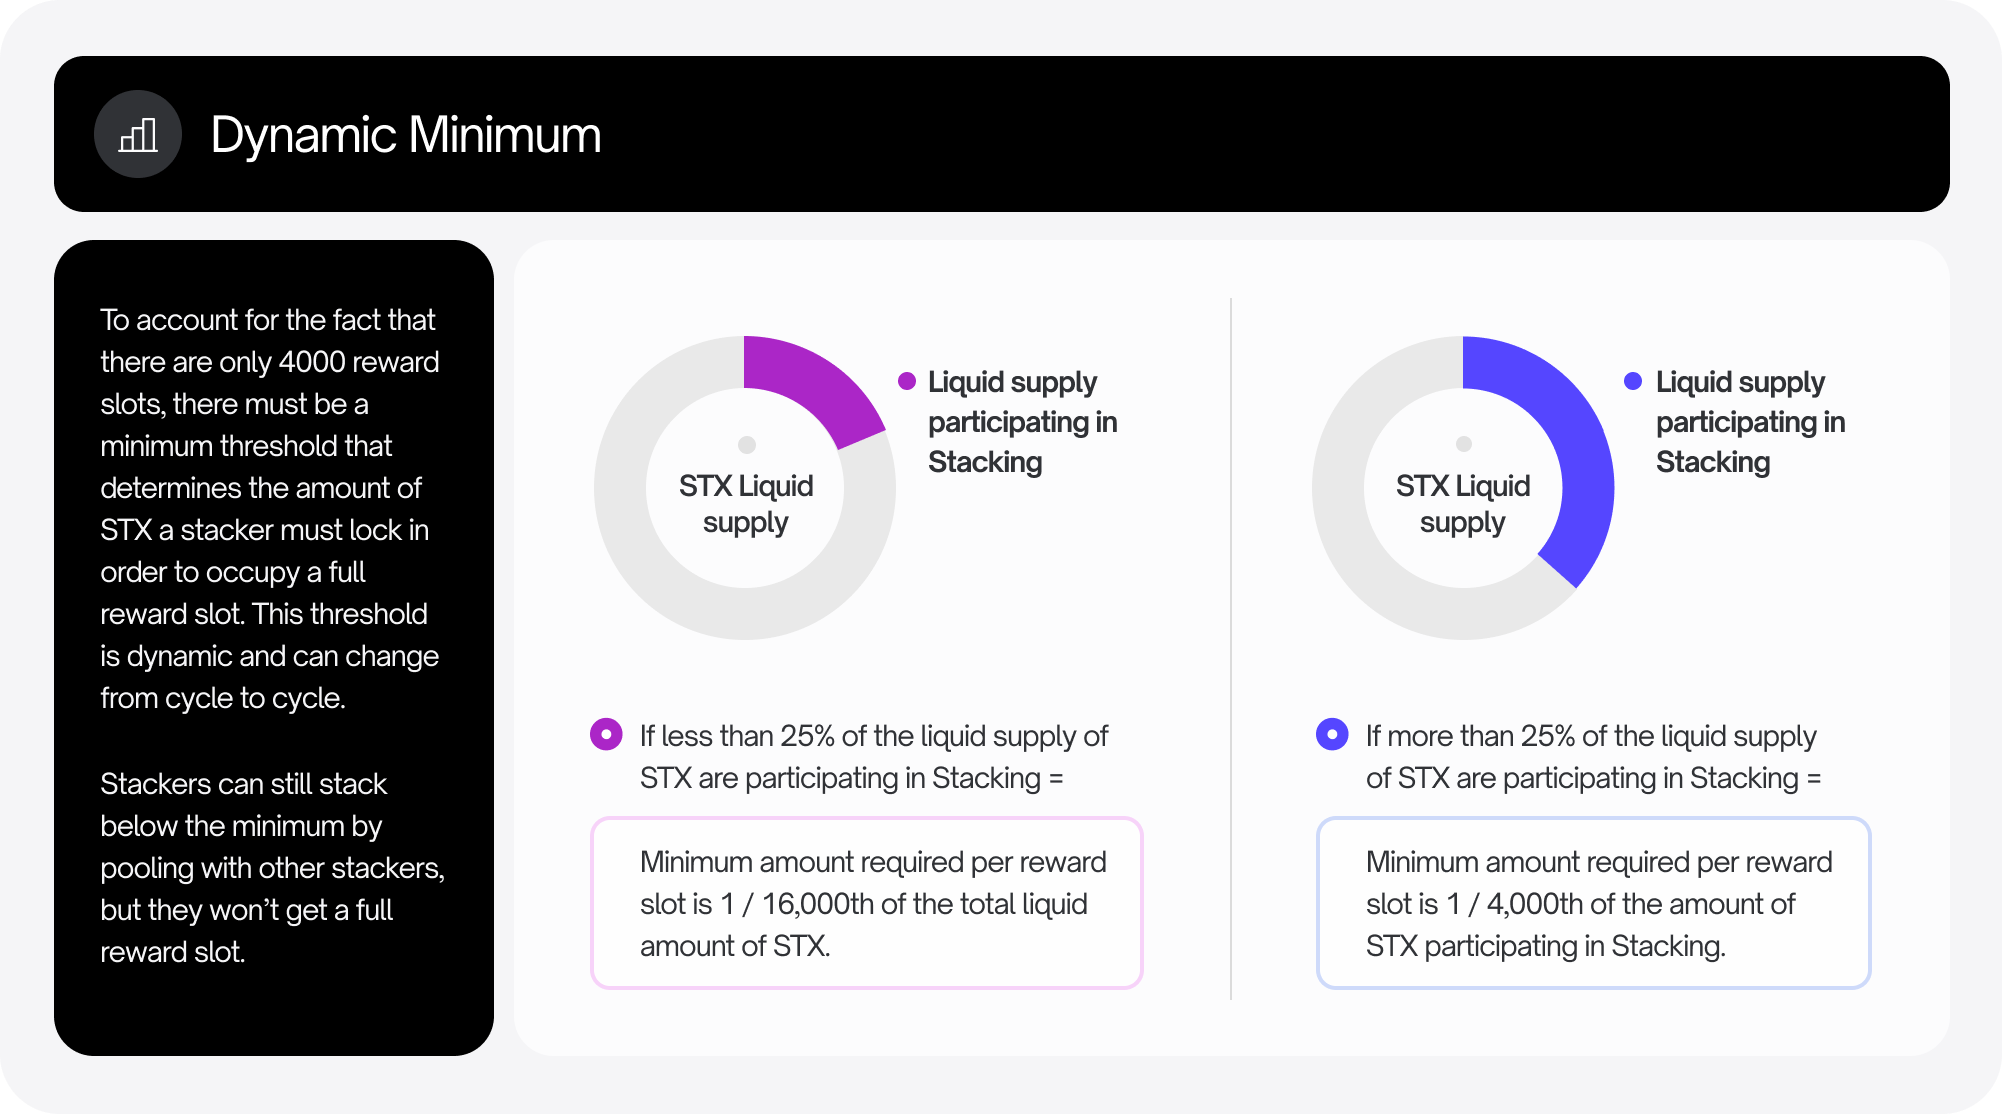 Dynamic Minimum
To account for the fact that
there are only 4000 reward
slots, there must be a
minimum threshold that
determines the amount of
STX a stacker must lock in
order to occupy a full
reward slot. This threshold
is dynamic and can change
from cycle to cycle.
Stackers can still stack
below the minimum by
pooling with other stackers,
but they won’t get a full
reward slot.
STX Liquid
supply
Liquid supply
participating in
Stacking
If less than 25% of the liquid supply of
STX are participating in Stacking =
Minimum amount required per reward
slot is 1 / 16,000th of the total liquid
amount of STX.
STX Liquid
supply
Liquid supply
participating in
Stacking
If more than 25% of the liquid supply
of STX are participating in Stacking =
Minimum amount required per reward
slot is 1 / 4,000th of the amount of
STX participating in Stacking.